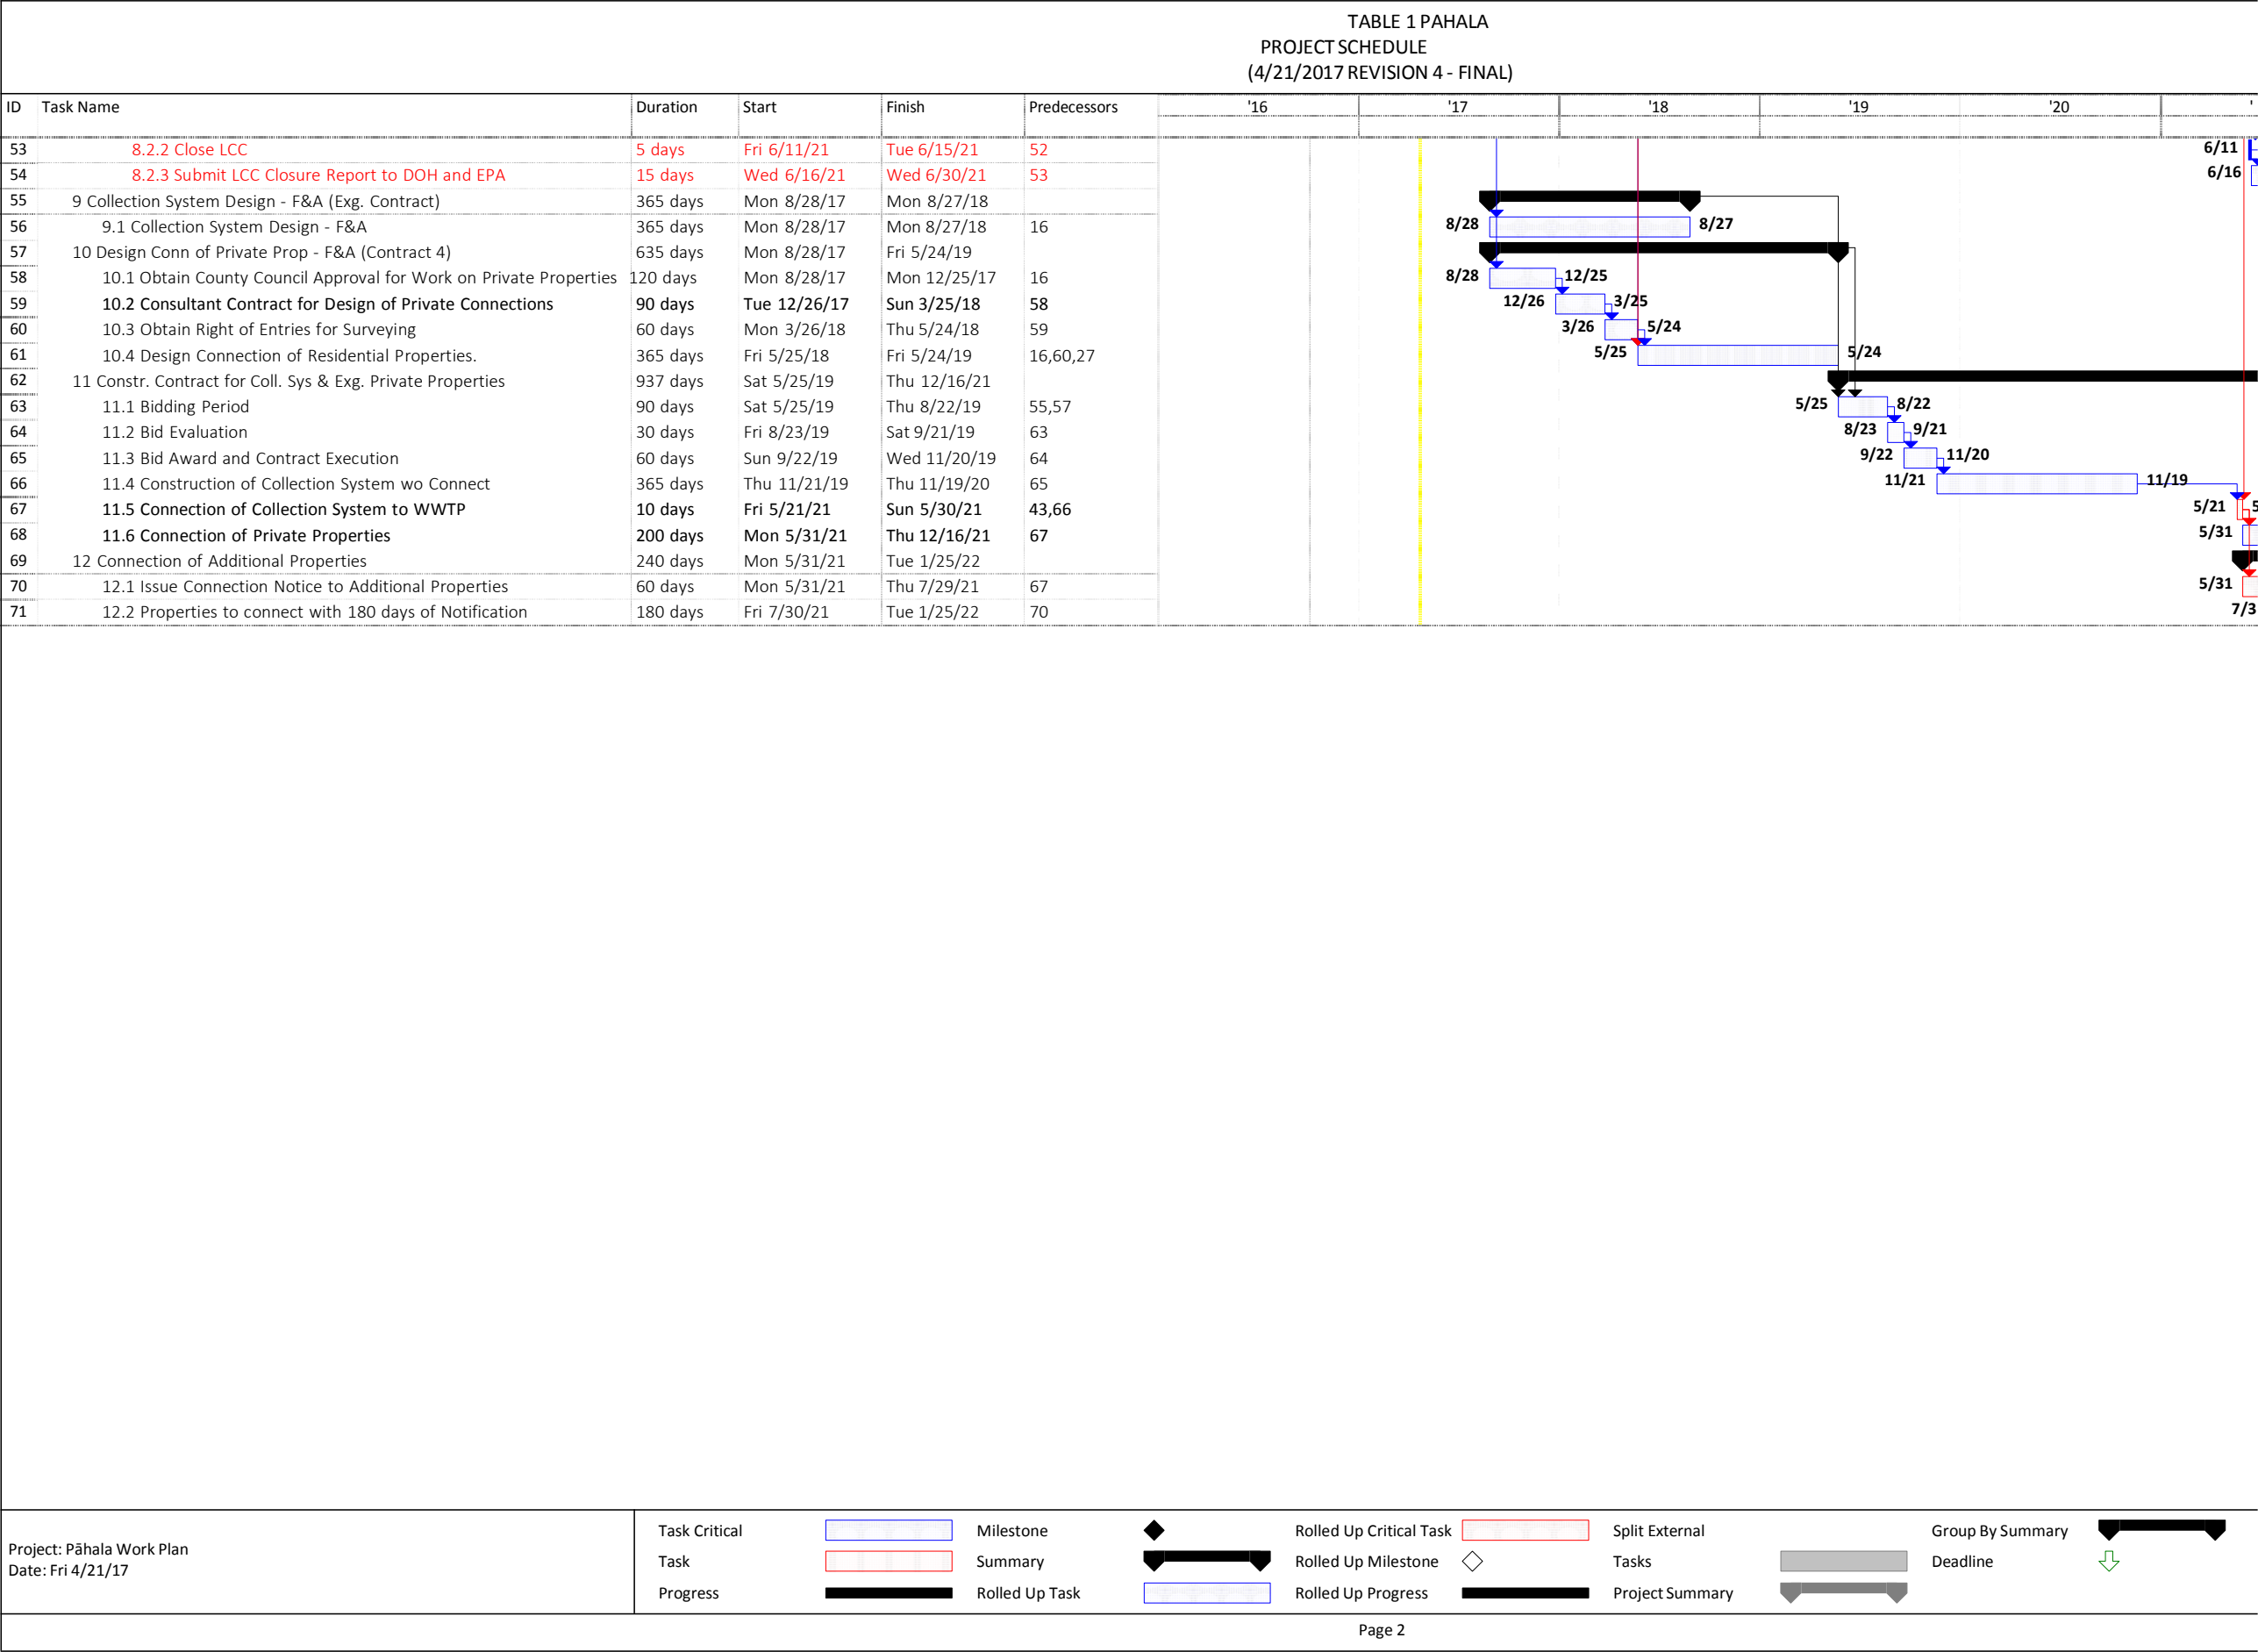 TABLE 1 PAHALA
PROJECT SCHEDULE
(4/21/2017 REVISION 4 - FINAL)
ID Task Name Duration Start Finish Predecessors '16 '17 '18 '19 '20 '
53 8.2.2 Close LCC 5 days Fri 6/11/21 Tue 6/15/21 52 6/11
54 8.2.3 Submit LCC Closure Report to DOH and EPA 15 days Wed 6/16/21 Wed 6/30/21 53 6/16
55 9 Collection System Design - F&A (Exg. Contract) 365 days Mon 8/28/17 Mon 8/27/18
56 9.1 Collection System Design - F&A 365 days Mon 8/28/17 Mon 8/27/18 16 8/28 8/27
57 10 Design Conn of Private Prop - F&A (Contract 4) 635 days Mon 8/28/17 Fri 5/24/19
58 10.1 Obtain County Council Approval for Work on Private Properties 120 days Mon 8/28/17 Mon 12/25/17 16 8/28 12/25
59 10.2 Consultant Contract for Design of Private Connections 90 days Tue 12/26/17 Sun 3/25/18 58 12/26 3/25
60 10.3 Obtain Right of Entries for Surveying 60 days Mon 3/26/18 Thu 5/24/18 59 3/26 5/24
61 10.4 Design Connection of Residential Properties. 365 days Fri 5/25/18 Fri 5/24/19 16,60,27 5/25 5/24
62 11 Constr. Contract for Coll. Sys & Exg. Private Properties 937 days Sat 5/25/19 Thu 12/16/21
63 11.1 Bidding Period 90 days Sat 5/25/19 Thu 8/22/19 55,57 5/25 8/22
64 11.2 Bid Evaluation 30 days Fri 8/23/19 Sat 9/21/19 63 8/23 9/21
65 11.3 Bid Award and Contract Execution 60 days Sun 9/22/19 Wed 11/20/19 64 9/22 11/20
66 11.4 Construction of Collection System wo Connect 365 days Thu 11/21/19 Thu 11/19/20 65 11/21 11/19
67 11.5 Connection of Collection System to WWTP 10 days Fri 5/21/21 Sun 5/30/21 43,66 5/21 5
68 11.6 Connection of Private Properties 200 days Mon 5/31/21 Thu 12/16/21 67 5/31
69 12 Connection of Additional Properties 240 days Mon 5/31/21 Tue 1/25/22
70 12.1 Issue Connection Notice to Additional Properties 60 days Mon 5/31/21 Thu 7/29/21 67 5/31
71 12.2 Properties to connect with 180 days of Notification 180 days Fri 7/30/21 Tue 1/25/22 70 7/3
Project: Pāhala Work Plan
Date: Fri 4/21/17
Task Critical Milestone Rolled Up Critical Task Split External Group By Summary
Task Summary Rolled Up Milestone Tasks Deadline
Progress Rolled Up Task Rolled Up Progress Project Summary
Page 2